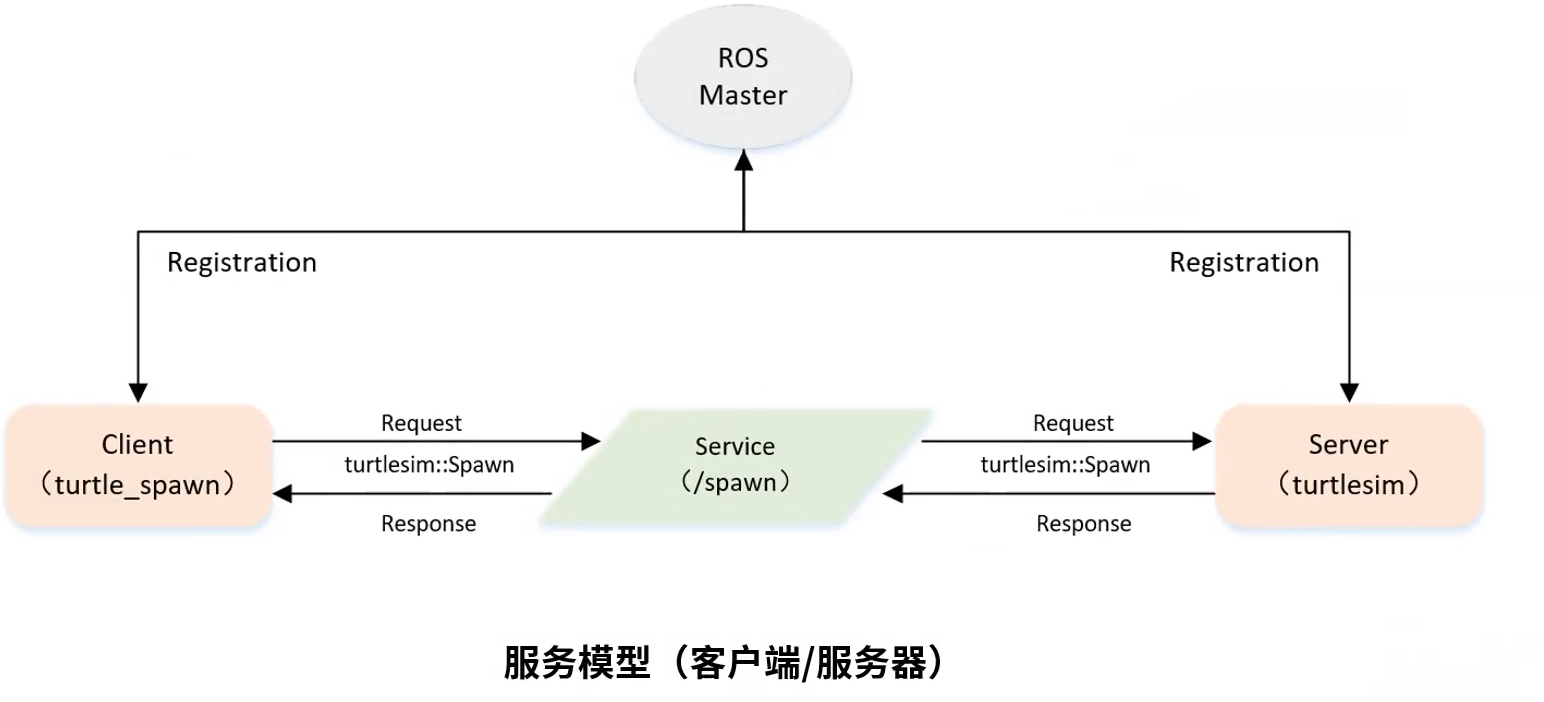 ROS
Master
Registration
Registration
Client
（turtle_spawn）
Request
turtlesim::Spawn
Response
Service
（/spawn）
Request
turtlesim::Spawn
Response
Server
（turtlesim）
服务模型（客户端/服务器）